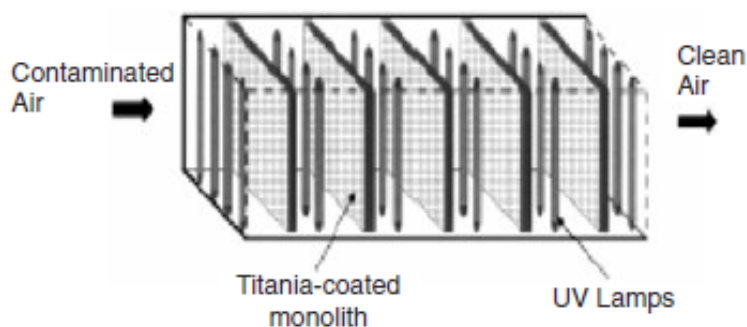 Contaminated
Air
Clean
Air
Titania-coated
monolith
UV Lamps